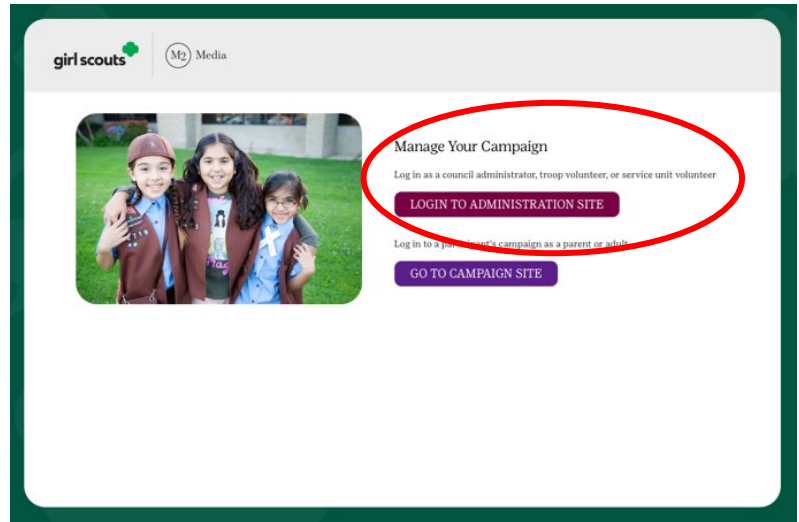 girl scouts
M2 Media
Manage Your Campaign
Log in as a council administrator, troop volunteer, or service unit volunteer
LOGIN TO ADMINISTRATION SITE
Log in to a participant's campaign as a parent or adult
GO TO CAMPAIGN SITE